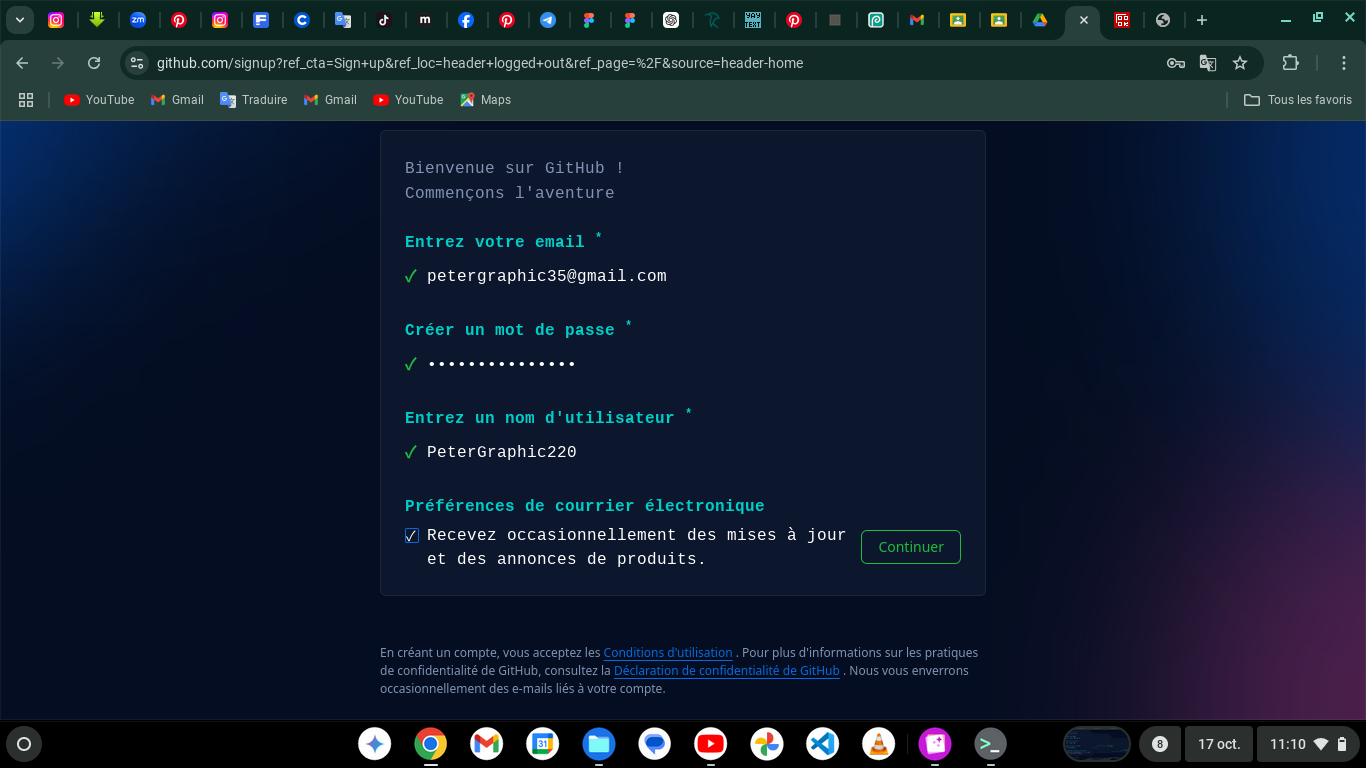 github.com/signup?ref_cta=Sign+up&ref_loc=header+logged+out&ref_page=%2F&source=header-home
YouTube
Gmail
Traduire
Gmail
YouTube
Maps
Tous les favoris
Bienvenue sur GitHub !
Commençons l'aventure
Entrez votre email *
✓ petergraphic35@gmail.com
Créer un mot de passe *
✓ •••••••••••••••
Entrez un nom d'utilisateur *
✓ PeterGraphic220
Préférences de courrier électronique
Recevez occasionnellement des mises à jour
et des annonces de produits.
Continuer
En créant un compte, vous acceptez les Conditions d'utilisation . Pour plus d'informations sur les pratiques
de confidentialité de GitHub, consultez la Déclaration de confidentialité de GitHub . Nous vous enverrons
occasionnellement des e-mails liés à votre compte.
8
17 oct.
11:10